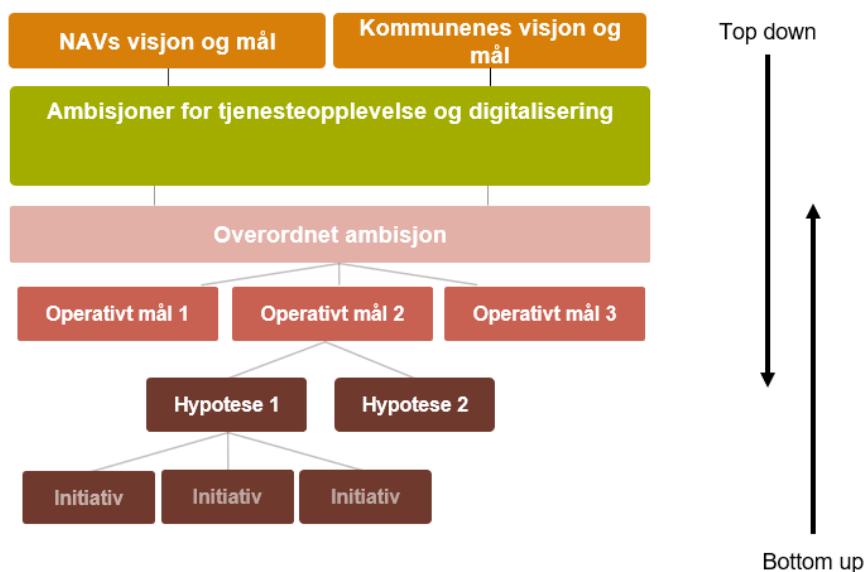 NAVs visjon og mål
Kommunenes visjon og
mål
Top down
Ambisjoner for tjenesteopplevelse og digitalisering
Overordnet ambisjon
Operativt mål 1
Operativt mål 2
Operativt mål 3
Hypotese 1
Hypotese 2
Initiativ
Initiativ
Initiativ
Bottom up